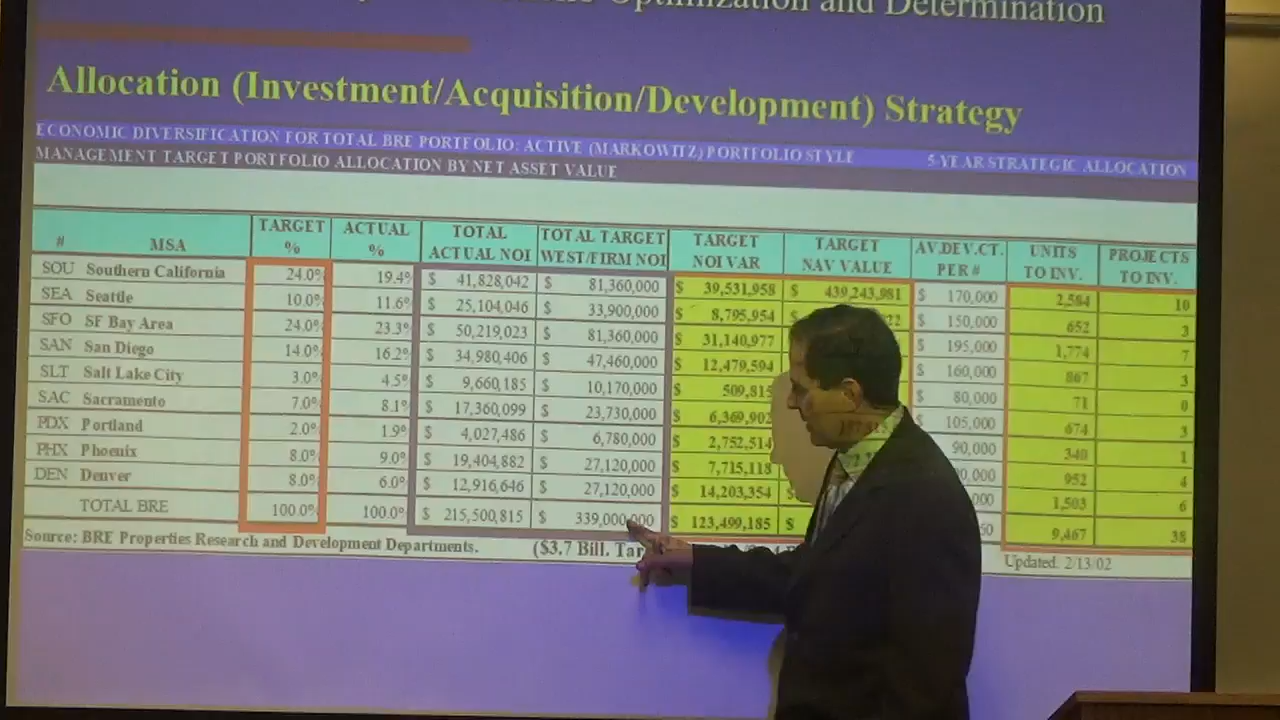 Optimization and Determination
Allocation (Investment/Acquisition/Development) Strategy
ECONOMIC DIVERSIFICATION FOR TOTAL BRE PORTFOLIO: ACTIVE (MARKOWITZ) PORTFOLIO STYLE 5-YEAR STRATEGIC ALLOCATION
MANAGEMENT TARGET PORTFOLIO ALLOCATION BY NET ASSET VALUE
# MSA TARGET % ACTUAL % TOTAL ACTUAL NOI TOTAL TARGET WEST/FIRM NOI TARGET NOI VAR TARGET NAV VALUE AV.DEV.CT. PER # UNITS TO INV. PROJECTS TO INV.
SOU Southern California 24.0% 19.4% $ 41,828,042 $ 81,360,000 $ 39,531,958 $ 439,243,981 $ 170,000 2,584 10
SEA Seattle 10.0% 11.6% $ 25,104,046 $ 33,900,000 $ 8,795,954 $ 150,000 652 3
SFO SF Bay Area 24.0% 23.3% $ 50,219,023 $ 81,360,000 $ 31,140,977 $ 195,000 1,774 7
SAN San Diego 14.0% 16.2% $ 34,980,406 $ 47,460,000 $ 12,479,594 $ 160,000 867 3
SLT Salt Lake City 3.0% 4.5% $ 9,660,185 $ 10,170,000 $ 509,815 $ 80,000 71 0
SAC Sacramento 7.0% 8.1% $ 17,360,099 $ 23,730,000 $ 6,369,902 $ 105,000 674 3
PDX Portland 2.0% 1.9% $ 4,027,486 $ 6,780,000 $ 2,752,514 90,000 340 1
PHX Phoenix 8.0% 9.0% $ 19,404,882 $ 27,120,000 $ 7,715,118 952 4
DEN Denver 8.0% 6.0% $ 12,916,646 $ 27,120,000 $ 14,203,354 1,503 6
TOTAL BRE 100.0% 100.0% $ 215,500,815 $ 339,000,000 $ 123,499,185 $ 9,467 38
Source: BRE Properties Research and Development Departments. ($3.7 Bill. Updated. 2/13/02